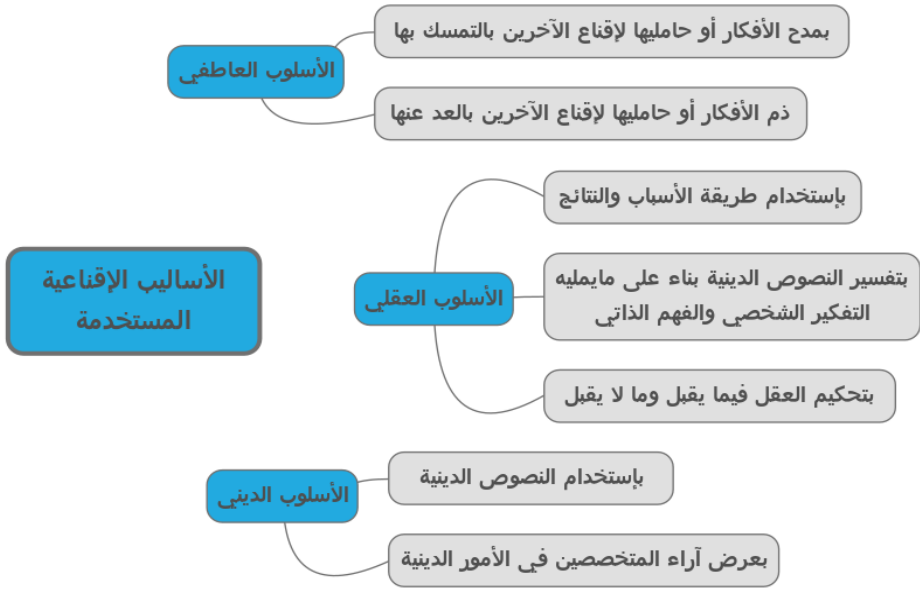 الأساليب الإقناعية
المستخدمة
الأسلوب العاطفي
بمدح الأفكار أو حامليها لإقناع الآخرين بالتمسك بها
ذم الأفكار أو حامليها لإقناع الآخرين بالعد عنها
الأسلوب العقلي
بإستخدام طريقة الأسباب والنتائج
بتفسير النصوص الدينية بناء على مايمليه
التفكير الشخصي والفهم الذاتي
بتحكيم العقل فيما يقبل وما لا يقبل
الأسلوب الديني
بإستخدام النصوص الدينية
بعرض آراء المتخصصين في الأمور الدينية